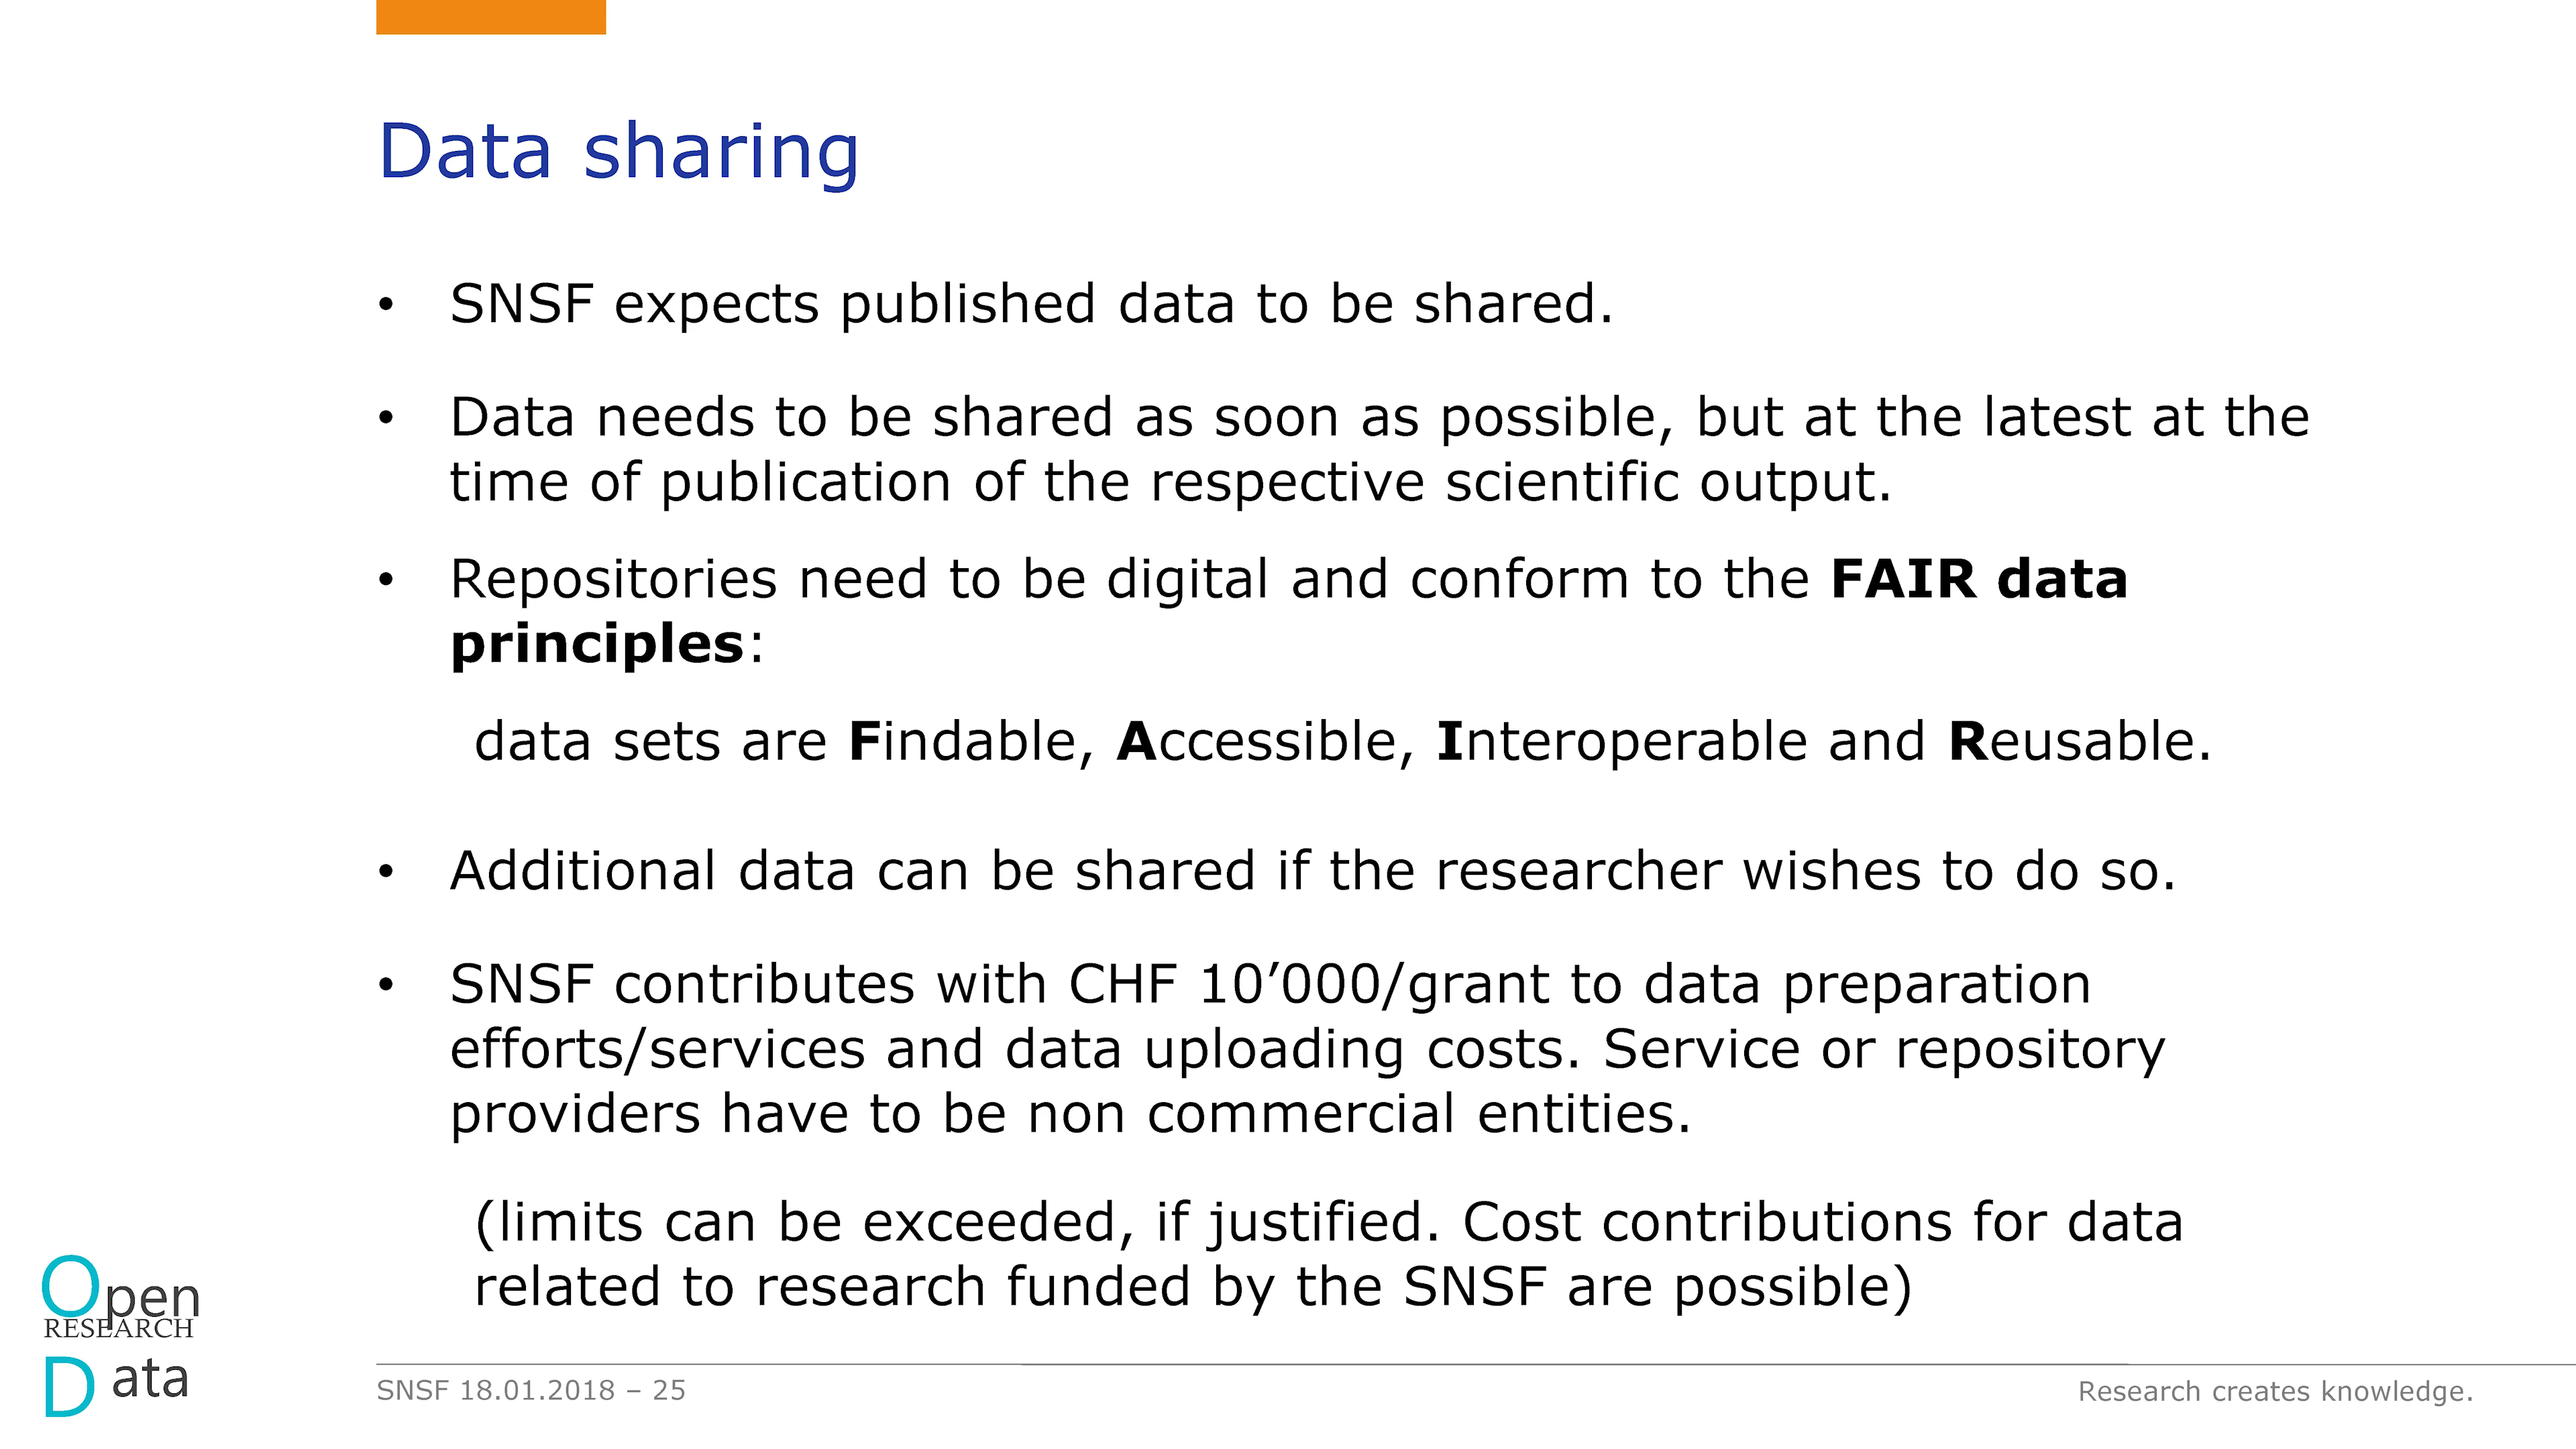 Data sharing
• SNSF expects published data to be shared.
• Data needs to be shared as soon as possible, but at the latest at the
time of publication of the respective scientific output.
• Repositories need to be digital and conform to the FAIR data
principles:
data sets are Findable, Accessible, Interoperable and Reusable.
• Additional data can be shared if the researcher wishes to do so.
• SNSF contributes with CHF 10’000/grant to data preparation
efforts/services and data uploading costs. Service or repository
providers have to be non commercial entities.
(limits can be exceeded, if justified. Cost contributions for data
related to research funded by the SNSF are possible)
Open
RESEARCH
Data
SNSF 18.01.2018 – 25
Research creates knowledge.